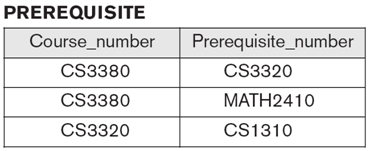 PREREQUISITE
Course_number Prerequisite_number
CS3380 CS3320
CS3380 MATH2410
CS3320 CS1310